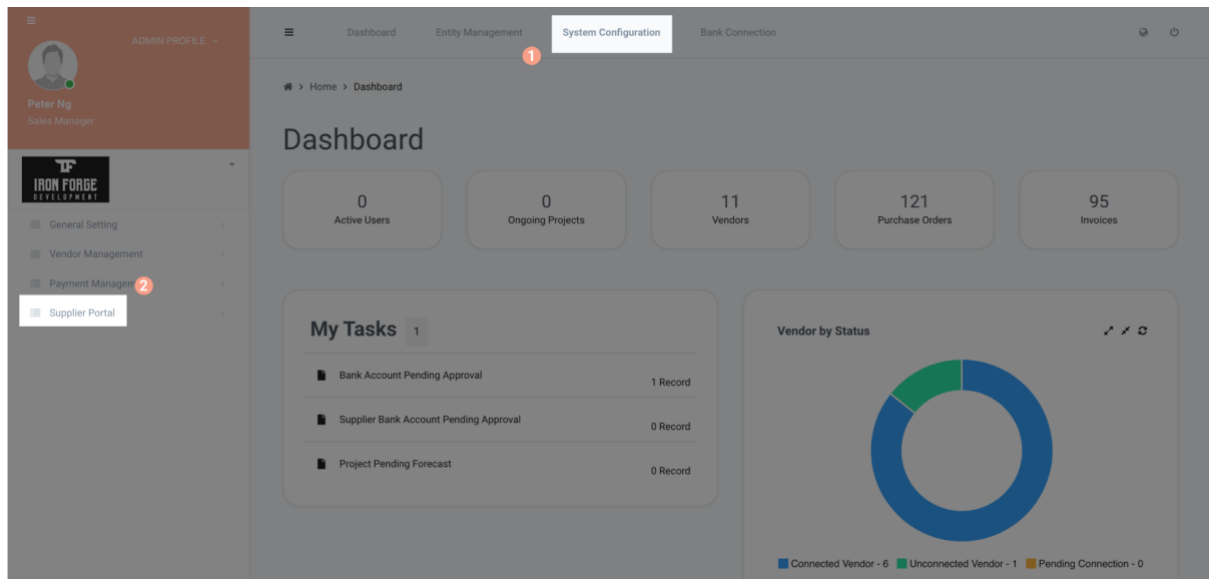 ADMIN PROFILE
Peter Ng
Sales Manager
IRON FORGE
DEVELOPMENT
General Setting
Vendor Management
Payment Managem
2
Supplier Portal
Dashboard
Entity Management
System Configuration
Bank Connection
1
Home > Dashboard
Dashboard
0
Active Users
0
Ongoing Projects
11
Vendors
121
Purchase Orders
95
Invoices
My Tasks 1
Bank Account Pending Approval 1 Record
Supplier Bank Account Pending Approval 0 Record
Project Pending Forecast 0 Record
Vendor by Status
Connected Vendor - 6 Unconnected Vendor - 1 Pending Connection - 0